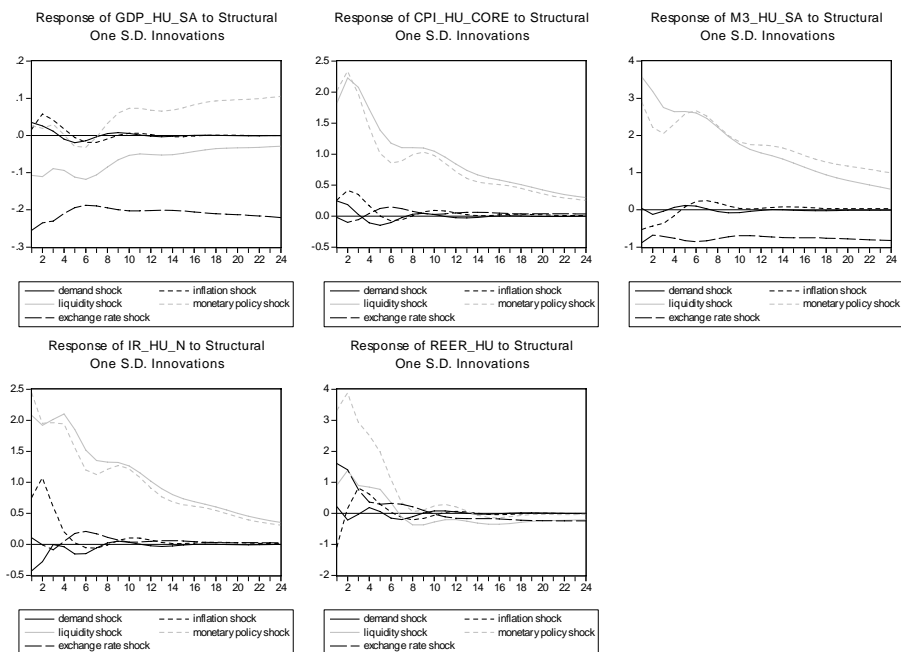 Response of GDP_HU_SA to Structural
One S.D. Innovations
.2
.1
.0
-.1
-.2
-.3
2 4 6 8 10 12 14 16 18 20 22 24
demand shock
inflation shock
liquidity shock
monetary policy shock
exchange rate shock
Response of CPI_HU_CORE to Structural
One S.D. Innovations
2.5
2.0
1.5
1.0
0.5
0.0
-0.5
2 4 6 8 10 12 14 16 18 20 22 24
demand shock
inflation shock
liquidity shock
monetary policy shock
exchange rate shock
Response of M3_HU_SA to Structural
One S.D. Innovations
4
3
2
1
0
-1
2 4 6 8 10 12 14 16 18 20 22 24
demand shock
inflation shock
liquidity shock
monetary policy shock
exchange rate shock
Response of IR_HU_N to Structural
One S.D. Innovations
2.5
2.0
1.5
1.0
0.5
0.0
-0.5
2 4 6 8 10 12 14 16 18 20 22 24
demand shock
inflation shock
liquidity shock
monetary policy shock
exchange rate shock
Response of REER_HU to Structural
One S.D. Innovations
4
3
2
1
0
-1
-2
2 4 6 8 10 12 14 16 18 20 22 24
demand shock
inflation shock
liquidity shock
monetary policy shock
exchange rate shock